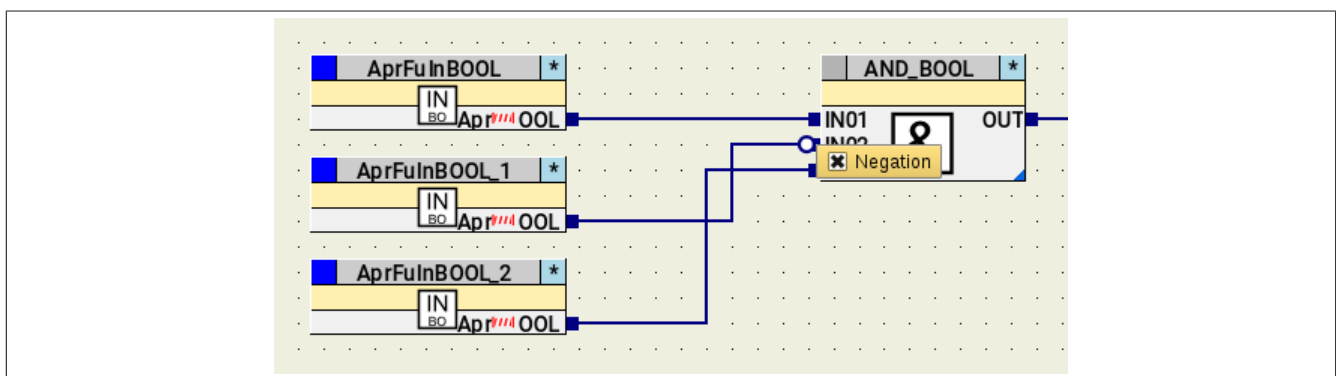 AprFuInBOOL *
IN
BO
Apr OOL
AprFuInBOOL_1 *
IN
BO
Apr OOL
AprFuInBOOL_2 *
IN
BO
Apr OOL
AND_BOOL *
IN01 & OUT
IN02
Negation